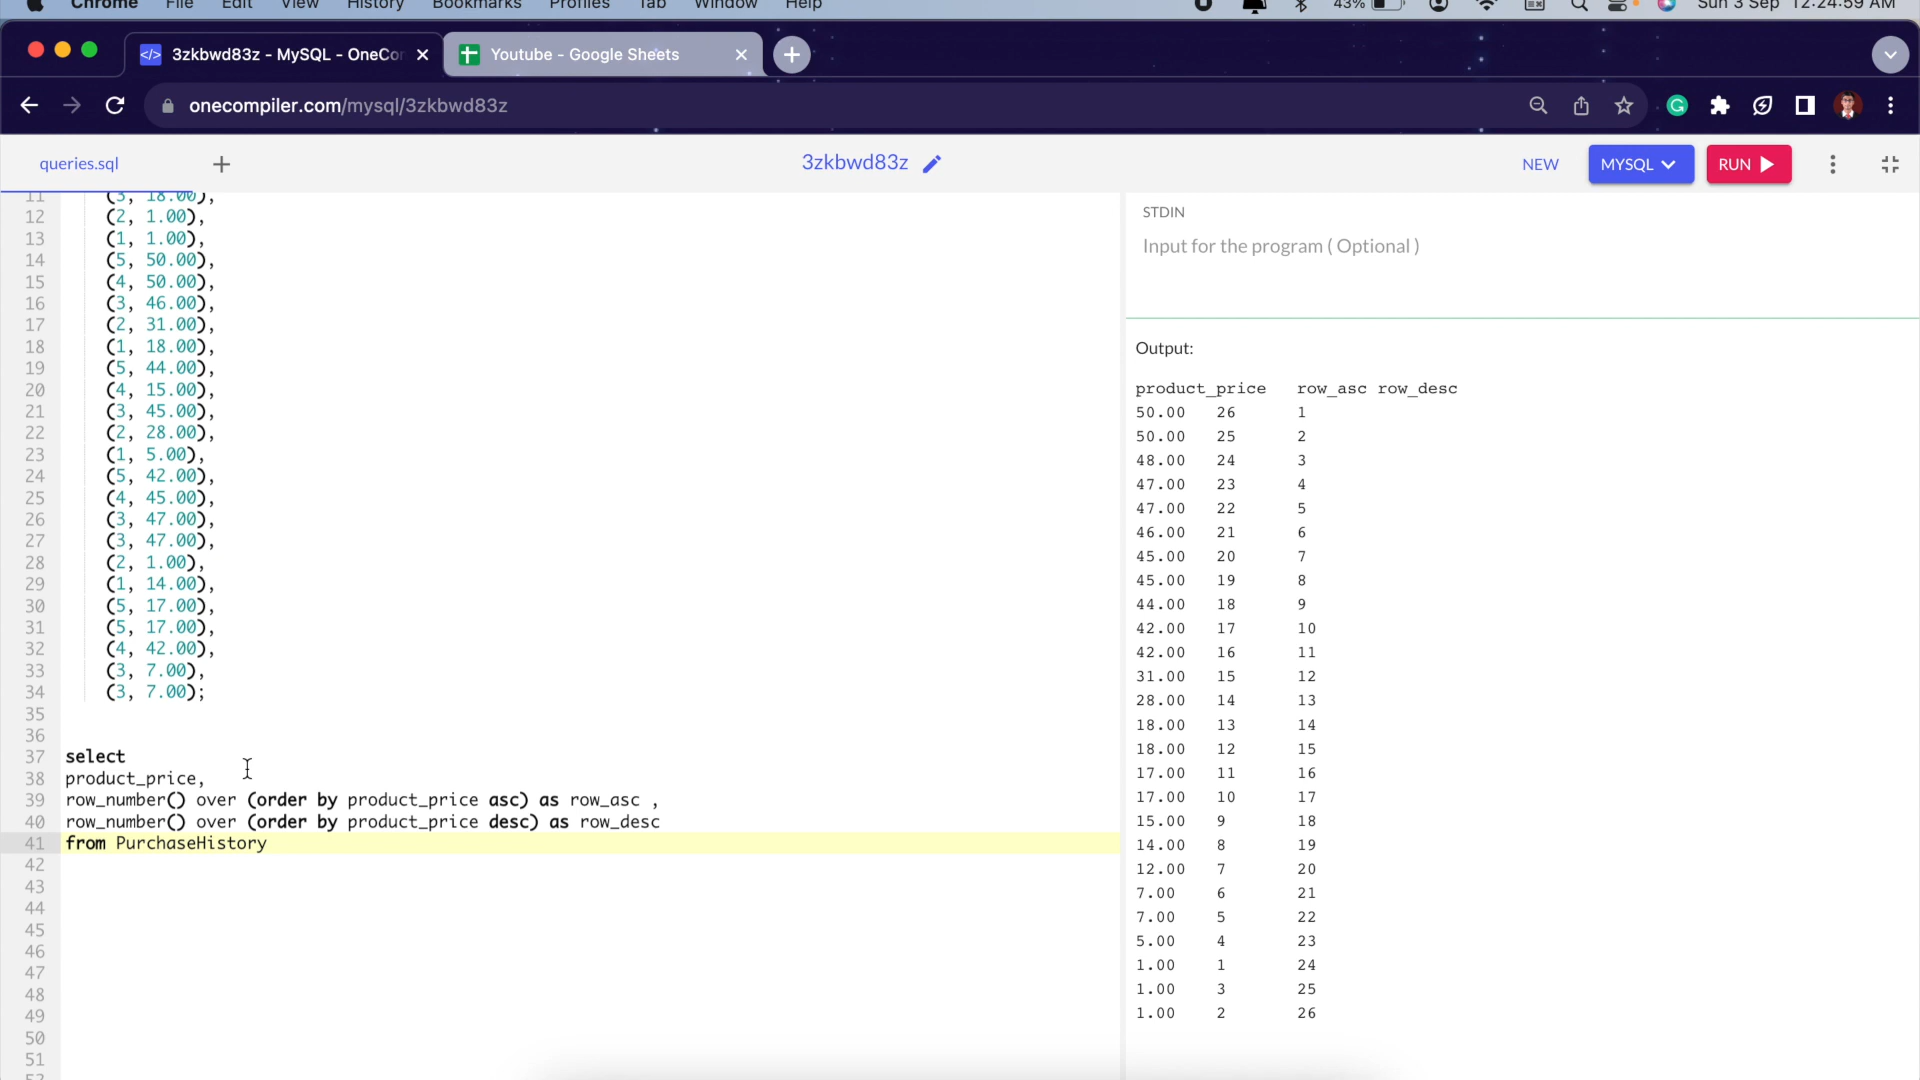 Chrome File Edit View History Bookmarks Profiles Tab Window Help 43% Sun 3 Sep 12:24:59 AM
3zkbwd83z - MySQL - OneCo Youtube - Google Sheets
onecompiler.com/mysql/3zkbwd83z
queries.sql + 3zkbwd83z NEW MYSQL RUN
11 (3, 18.00),
12 (2, 1.00),
13 (1, 1.00),
14 (5, 50.00),
15 (4, 50.00),
16 (3, 46.00),
17 (2, 31.00),
18 (1, 18.00),
19 (5, 44.00),
20 (4, 15.00),
21 (3, 45.00),
22 (2, 28.00),
23 (1, 5.00),
24 (5, 42.00),
25 (4, 45.00),
26 (3, 47.00),
27 (3, 47.00),
28 (2, 1.00),
29 (1, 14.00),
30 (5, 17.00),
31 (5, 17.00),
32 (4, 42.00),
33 (3, 7.00),
34 (3, 7.00);
35
36
37 select
38 product_price,
39 row_number() over (order by product_price asc) as row_asc ,
40 row_number() over (order by product_price desc) as row_desc
41 from PurchaseHistory
42
43
44
45
46
47
48
49
50
51
52
STDIN
Input for the program ( Optional )
Output:
product_price row_asc row_desc
50.00 26 1
50.00 25 2
48.00 24 3
47.00 23 4
47.00 22 5
46.00 21 6
45.00 20 7
45.00 19 8
44.00 18 9
42.00 17 10
42.00 16 11
31.00 15 12
28.00 14 13
18.00 13 14
18.00 12 15
17.00 11 16
17.00 10 17
15.00 9 18
14.00 8 19
12.00 7 20
7.00 6 21
7.00 5 22
5.00 4 23
1.00 1 24
1.00 3 25
1.00 2 26